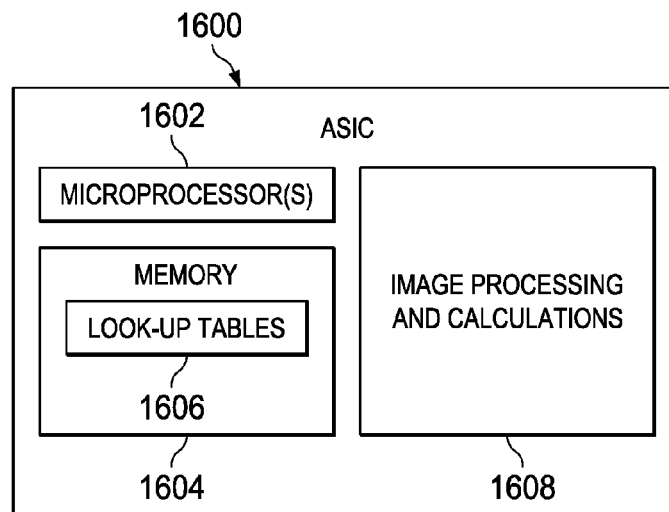 1600
1602
ASIC
MICROPROCESSOR(S)
MEMORY
LOOK-UP TABLES
1606
1604
IMAGE PROCESSING
AND CALCULATIONS
1608